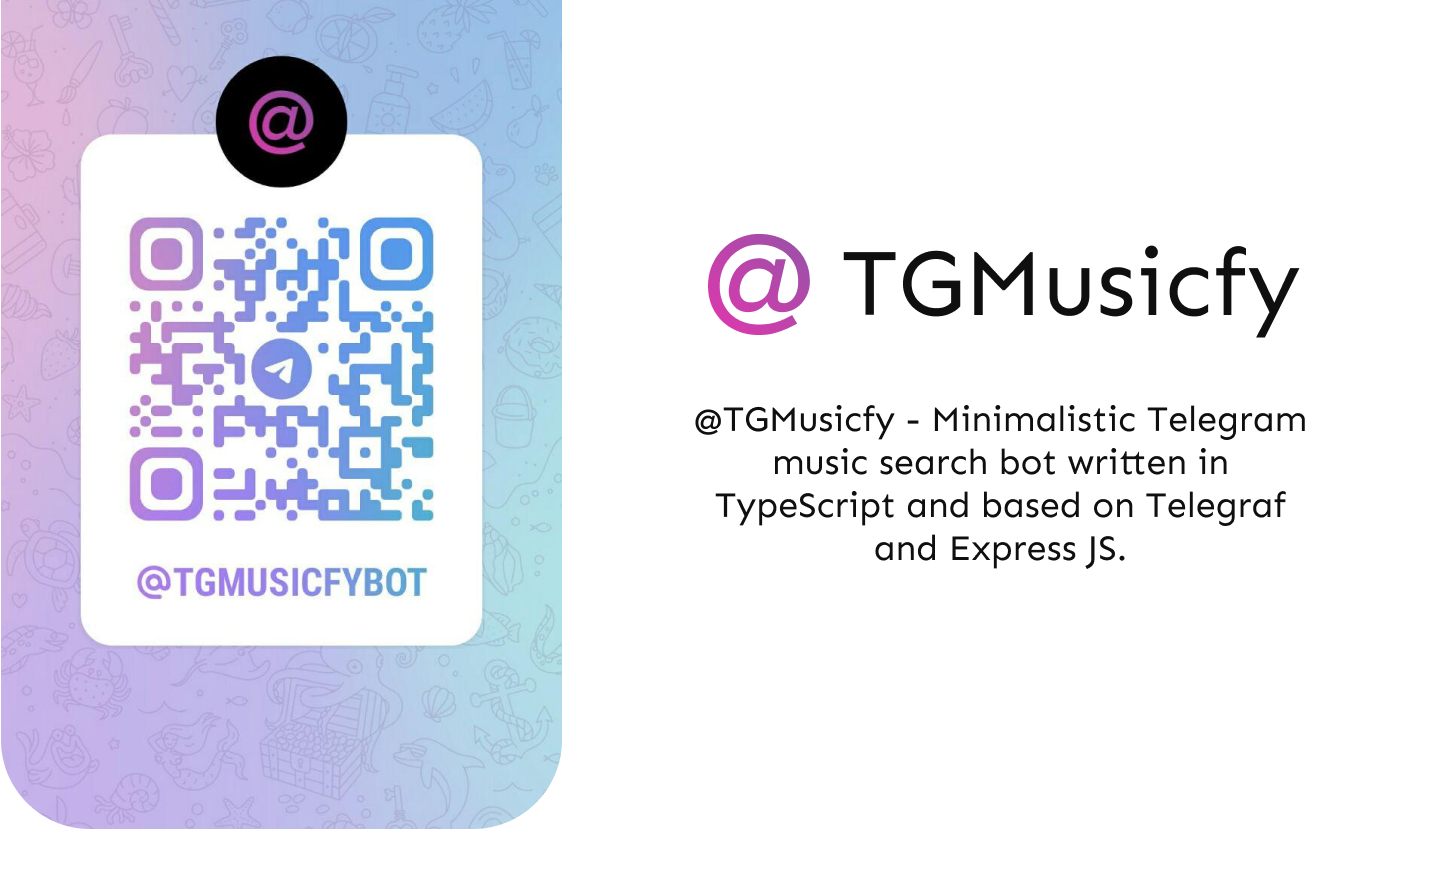 @
@TGMUSICFYBOT
@ TGMusicfy
@TGMusicfy - Minimalistic Telegram
music search bot written in
TypeScript and based on Telegraf
and Express JS.